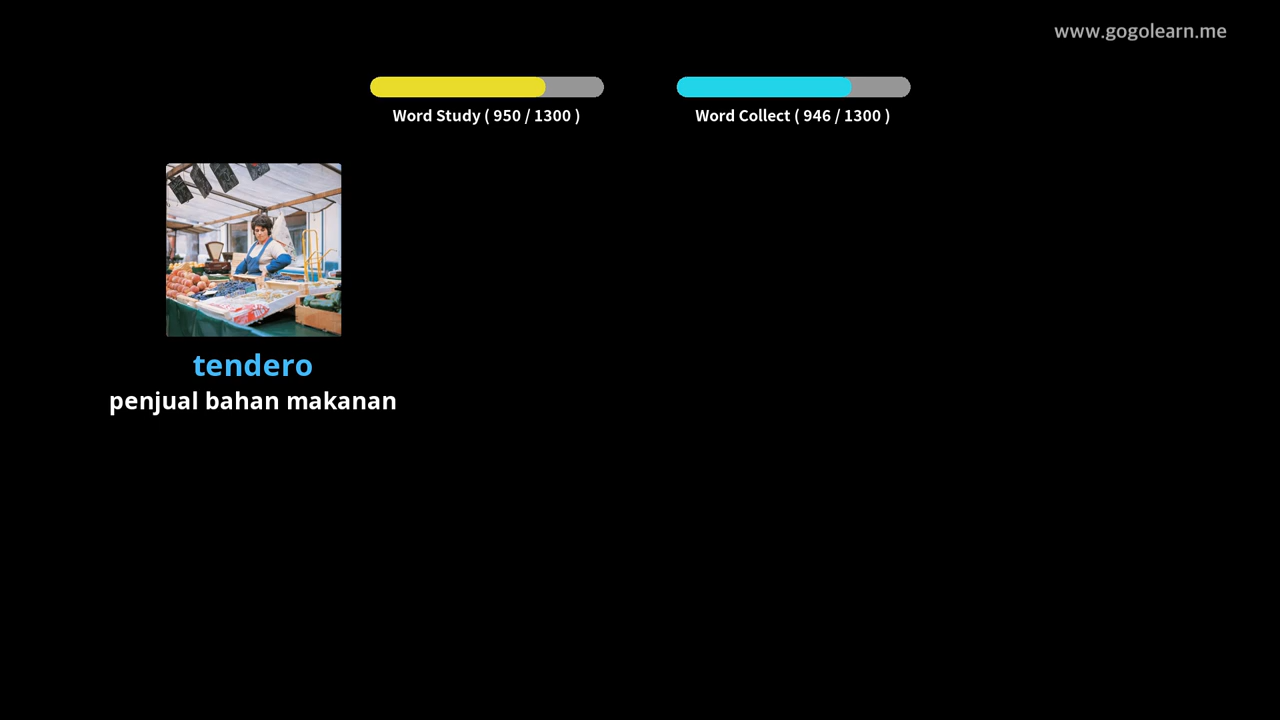 www.gogolearn.me
Word Study ( 950 / 1300 )
Word Collect ( 946 / 1300 )
tendero
penjual bahan makanan